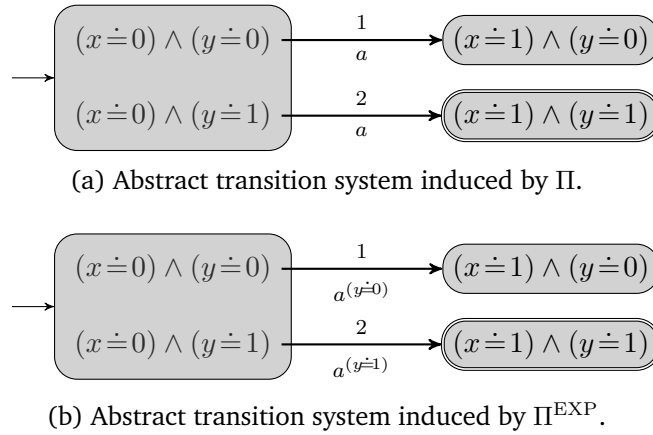 (x≐0) ∧ (y≐0) 1 a (x≐1) ∧ (y≐0)
(x≐0) ∧ (y≐1) 2 a (x≐1) ∧ (y≐1)
(a) Abstract transition system induced by Π.
(x≐0) ∧ (y≐0) 1 a^(y≐0) (x≐1) ∧ (y≐0)
(x≐0) ∧ (y≐1) 2 a^(y≐1) (x≐1) ∧ (y≐1)
(b) Abstract transition system induced by Π^EXP.